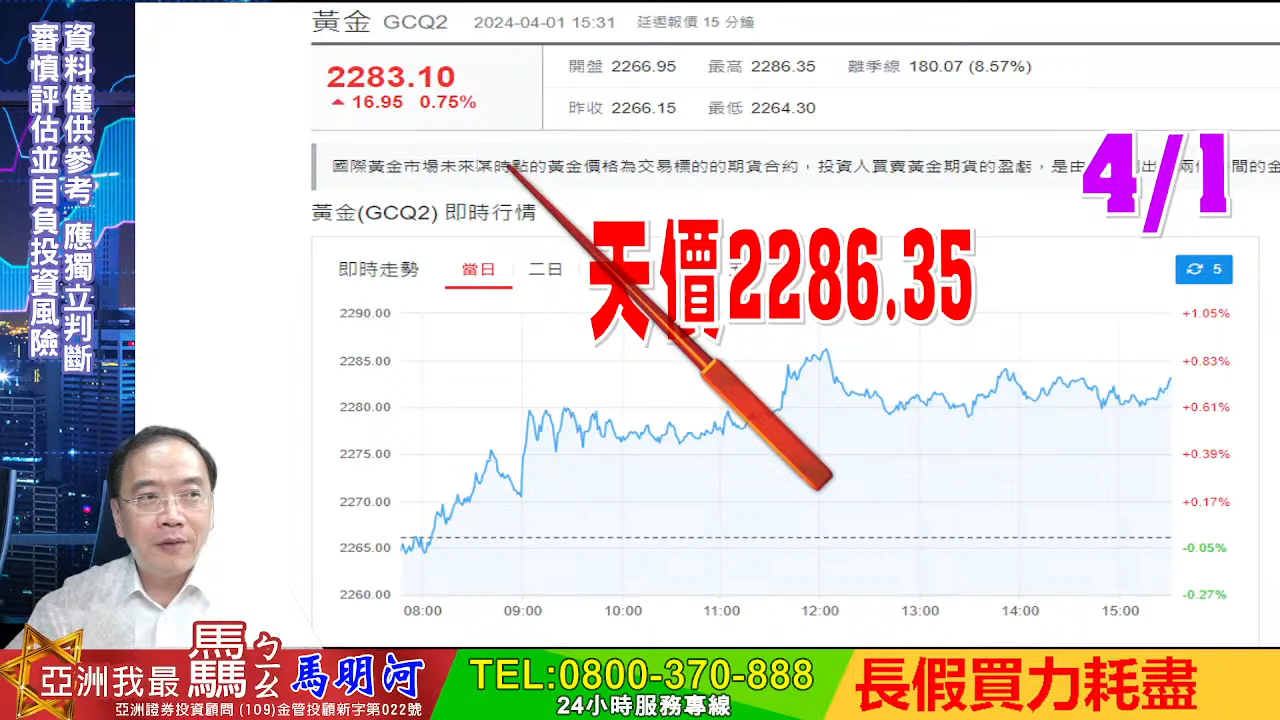 資料僅供參考 應獨立判斷
審慎評估並自負投資風險
黃金 GCQ2 2024-04-01 15:31 延遲報價 15 分鐘
2283.10
▲ 16.95 0.75%
開盤 2266.95 最高 2286.35 離季線 180.07 (8.57%)
昨收 2266.15 最低 2264.30
國際黃金市場未來某時點的黃金價格為交易標的的期貨合約，投資人買賣黃金期貨的盈虧，是由
間的金
4/1
黃金(GCQ2) 即時行情
即時走勢 當日 二日
天價2286.35
5
2290.00 +1.05%
2285.00 +0.83%
2280.00 +0.61%
2275.00 +0.39%
2270.00 +0.17%
2265.00 -0.05%
2260.00 -0.27%
08:00 09:00 10:00 11:00 12:00 13:00 14:00 15:00
亞洲我最馬驫ㄅㄧㄠ 馬明河
亞洲證券投資顧問 (109)金管投顧新字第022號
TEL:0800-370-888
24小時服務專線
長假買力耗盡